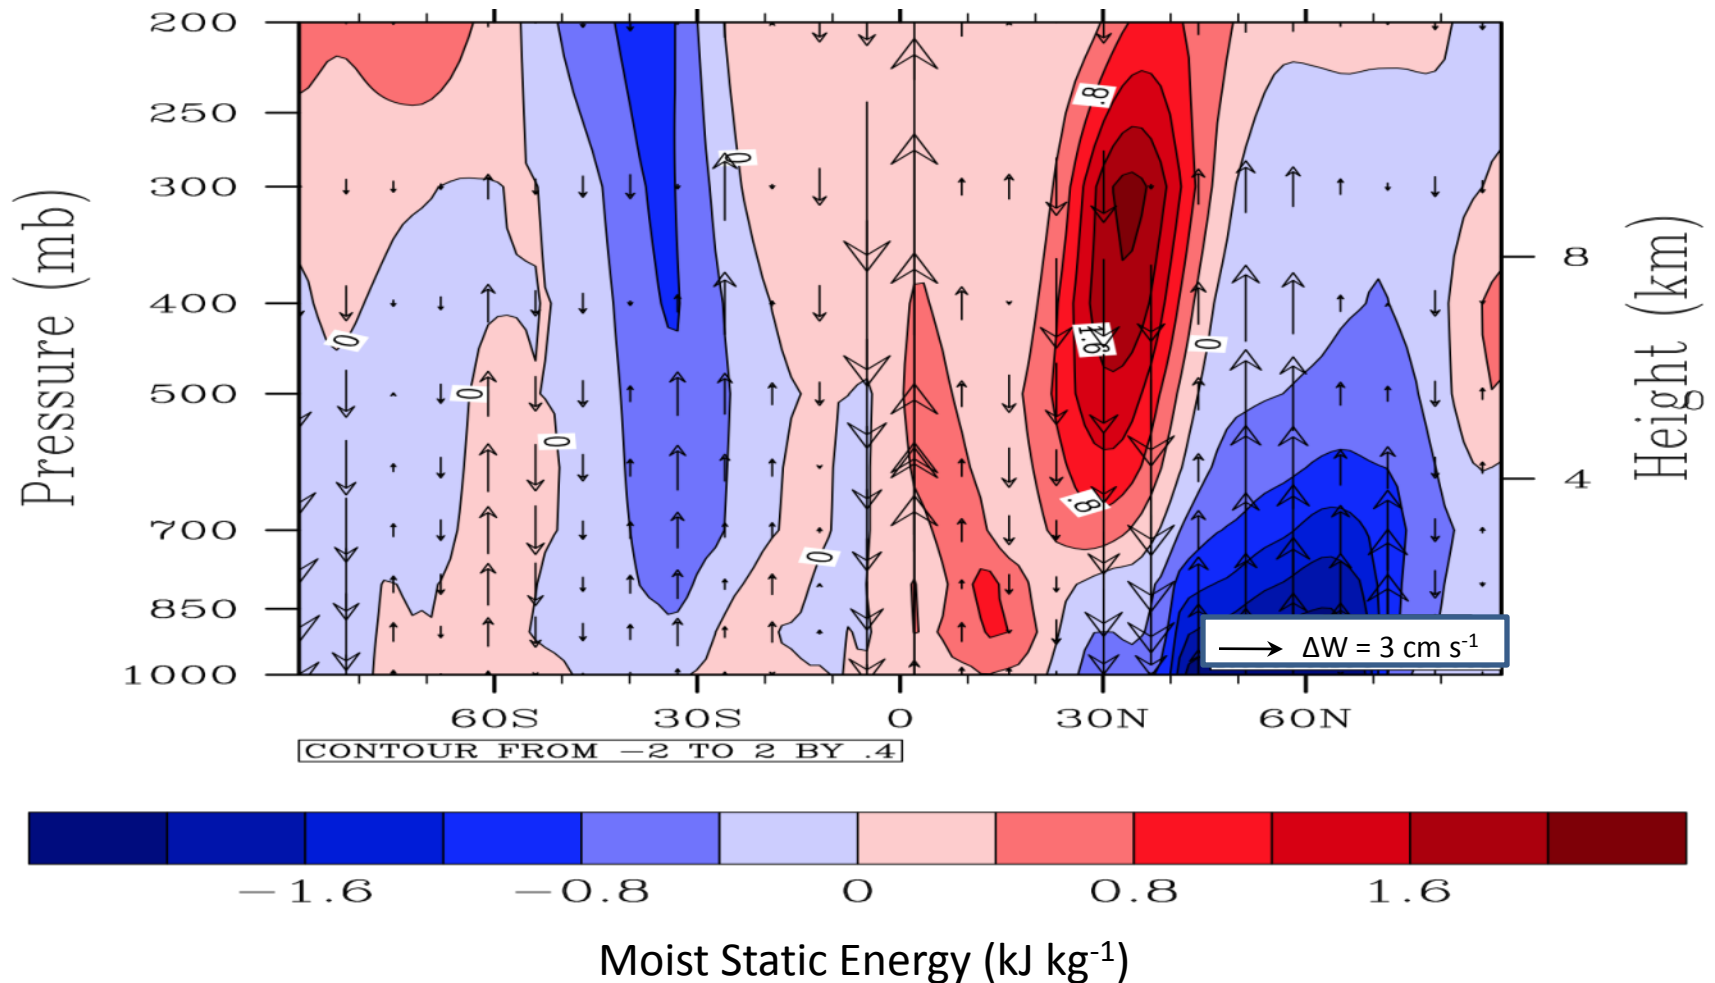 200
250
300
400
500
700
850
1000
Pressure (mb)
8
4
Height (km)
.8
0
0
1.6
0
0
0
0
.8
0
ΔW = 3 cm s-1
60S 30S 0 30N 60N
CONTOUR FROM −2 TO 2 BY .4
−1.6 −0.8 0 0.8 1.6
Moist Static Energy (kJ kg-1)